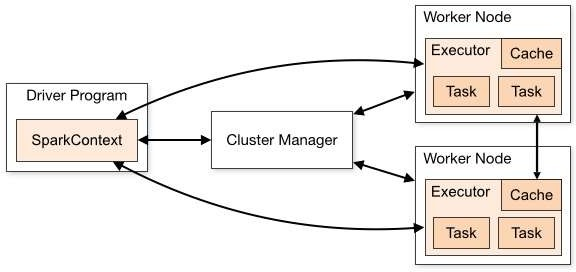 Driver Program
SparkContext
Cluster Manager
Worker Node
Executor
Cache
Task
Task
Worker Node
Executor
Cache
Task
Task